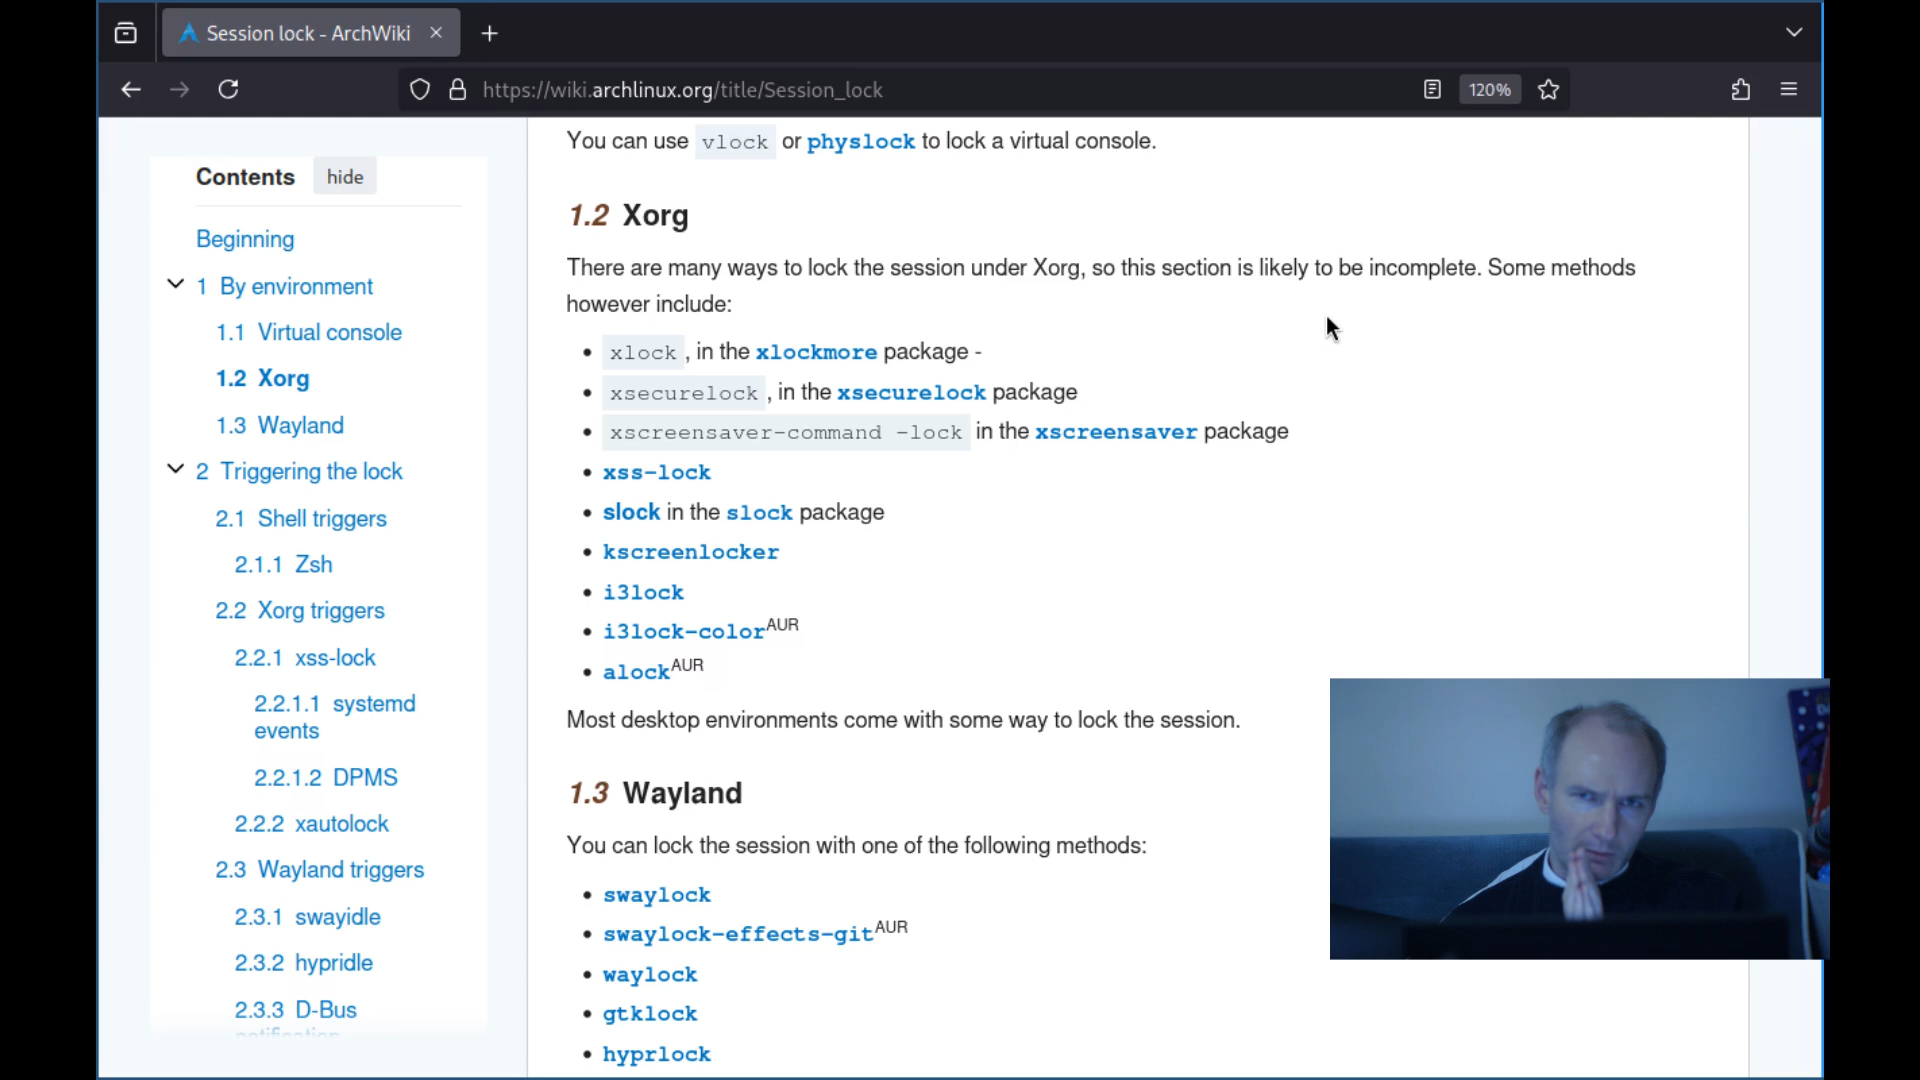 Session lock - ArchWiki
https://wiki.archlinux.org/title/Session_lock
120%
Contents
hide
Beginning
1 By environment
1.1 Virtual console
1.2 Xorg
1.3 Wayland
2 Triggering the lock
2.1 Shell triggers
2.1.1 Zsh
2.2 Xorg triggers
2.2.1 xss-lock
2.2.1.1 systemd
events
2.2.1.2 DPMS
2.2.2 xautolock
2.3 Wayland triggers
2.3.1 swayidle
2.3.2 hypridle
2.3.3 D-Bus
notification
You can use vlock or physlock to lock a virtual console.
1.2 Xorg
There are many ways to lock the session under Xorg, so this section is likely to be incomplete. Some methods
however include:
• xlock, in the xlockmore package -
• xsecurelock, in the xsecurelock package
• xscreensaver-command -lock in the xscreensaver package
• xss-lock
• slock in the slock package
• kscreenlocker
• i3lock
• i3lock-color AUR
• alock AUR
Most desktop environments come with some way to lock the session.
1.3 Wayland
You can lock the session with one of the following methods:
• swaylock
• swaylock-effects-git AUR
• waylock
• gtklock
• hyprlock